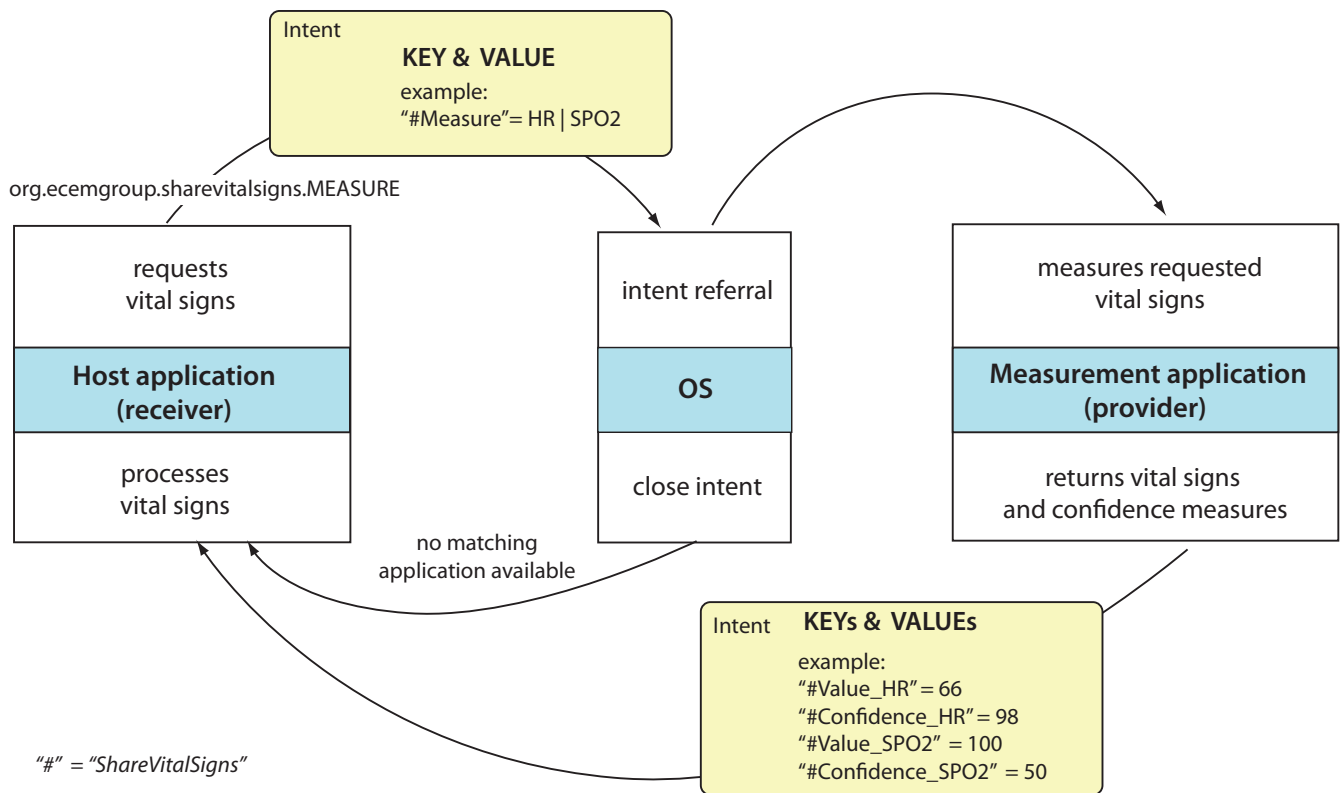 Intent
KEY & VALUE
example:
“#Measure”= HR | SPO2
org.ecemgroup.sharevitalsigns.MEASURE
requests
vital signs
Host application
(receiver)
processes
vital signs
intent referral
OS
close intent
measures requested
vital signs
Measurement application
(provider)
returns vital signs
and confidence measures
no matching
application available
Intent
KEYs & VALUEs
example:
“#Value_HR” = 66
“#Confidence_HR” = 98
“#Value_SPO2” = 100
“#Confidence_SPO2” = 50
“#” = “ShareVitalSigns”